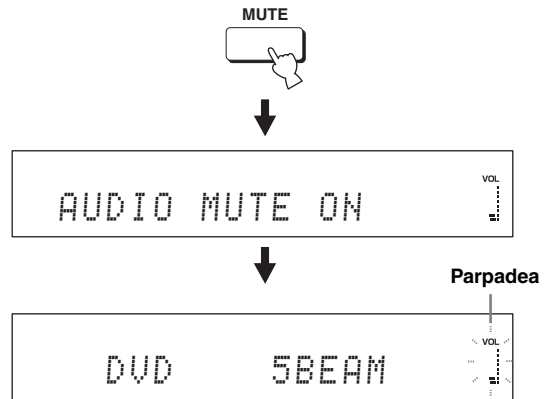 MUTE
VOL
AUDIO MUTE ON
Parpadea
VOL
DVD 5BEAM